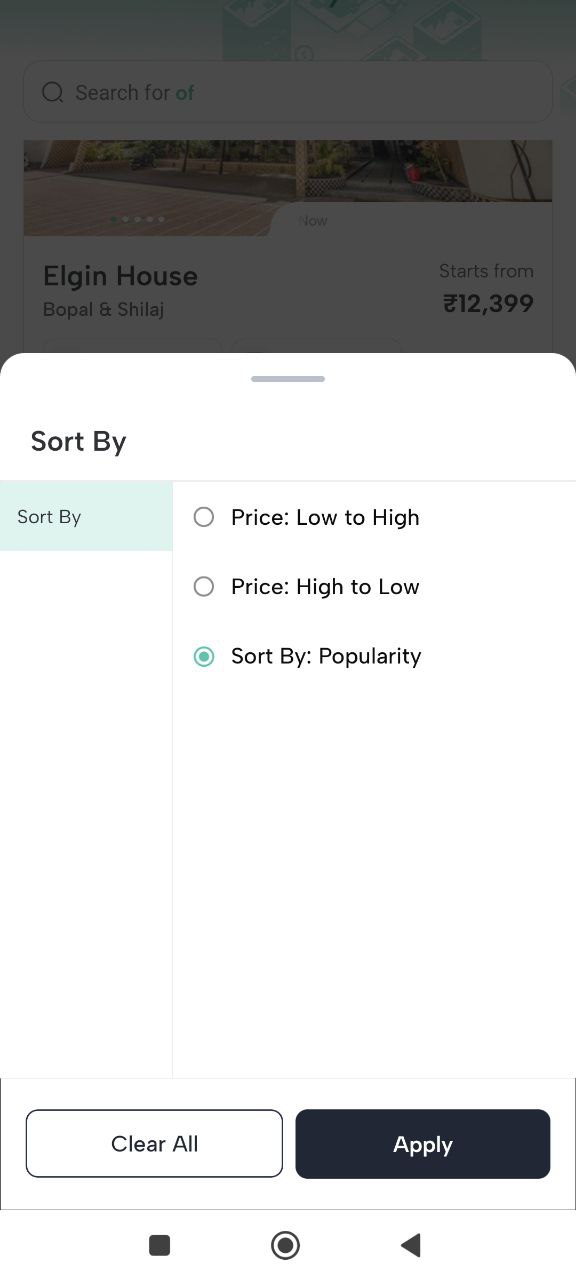 Search for of
Now
Elgin House
Starts from
Bopal & Shilaj
₹12,399
Sort By
Sort By
Price: Low to High
Price: High to Low
Sort By: Popularity
Clear All
Apply